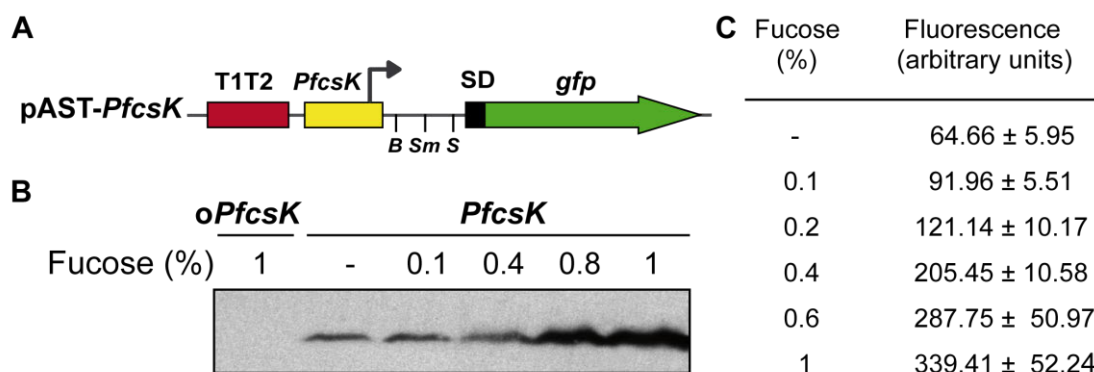 A
T1T2 PfcsK SD gfp
pAST-PfcsK
B Sm S
B
oPfcsK PfcsK
Fucose (%) 1 - 0.1 0.4 0.8 1
C Fucose Fluorescence
(%) (arbitrary units)
- 64.66 ± 5.95
0.1 91.96 ± 5.51
0.2 121.14 ± 10.17
0.4 205.45 ± 10.58
0.6 287.75 ± 50.97
1 339.41 ± 52.24